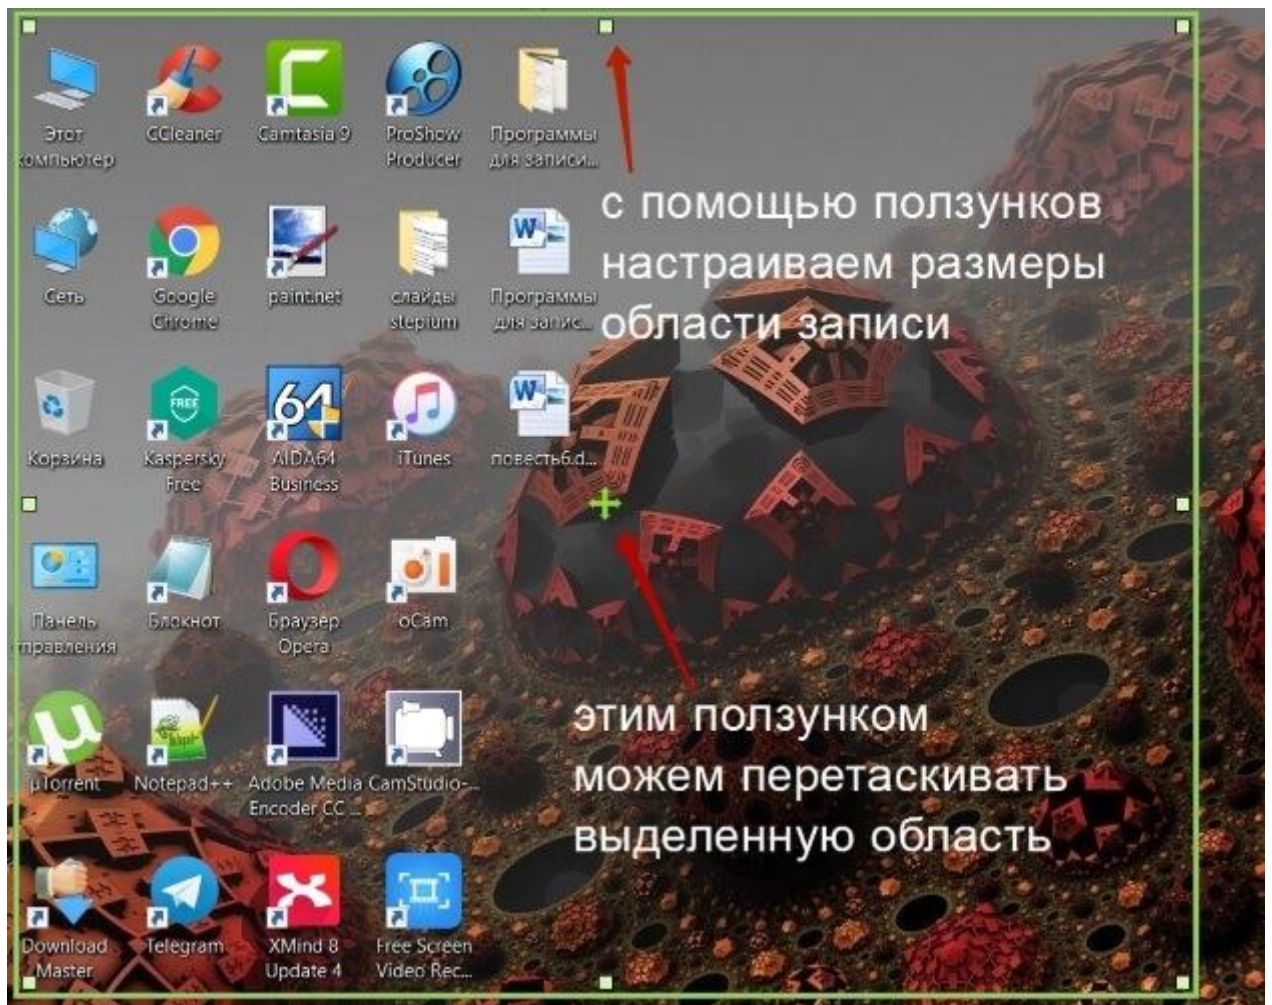 Этот
компьютер
CCleaner
Camtasia 9
ProShow
Producer
Программы
для записи...
с помощью ползунков
настраиваем размеры
области записи
Сеть
Google
Chrome
paint.net
слайды
stepium
Программы
для запис...
FREE
64
Корзина
Kaspersky
Free
AIDA64
Business
iTunes
повесть6.d...
Панель
правления
Блокнот
Браузер
Opera
oCam
этим ползунком
можем перетаскивать
выделенную область
µTorrent
Notepad++
Adobe Media
Encoder CC ...
CamStudio-...
Download
Master
Telegram
XMind 8
Update 4
Free Screen
Video Rec...